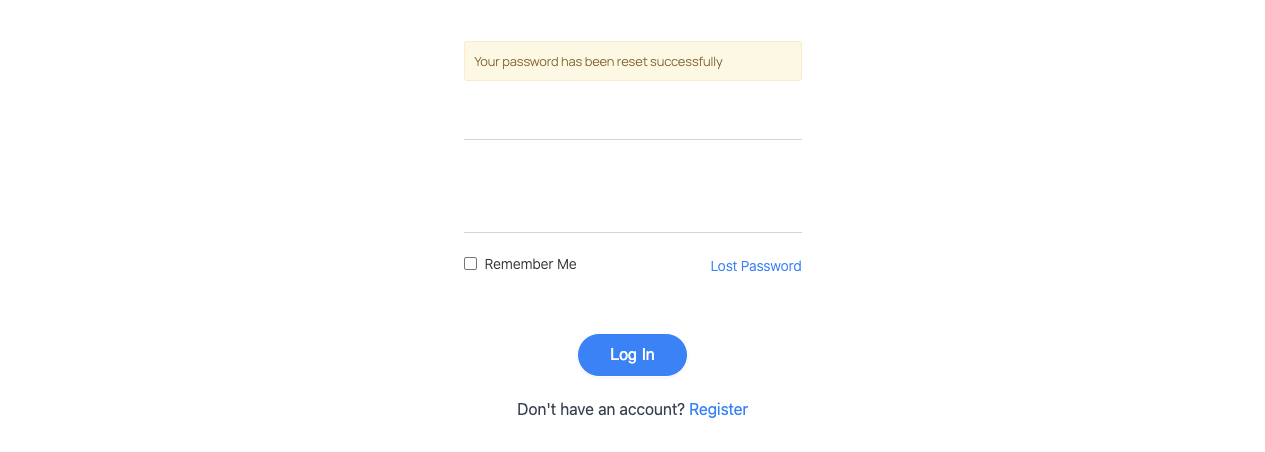 Your password has been reset successfully
Remember Me
Lost Password
Log In
Don't have an account? Register